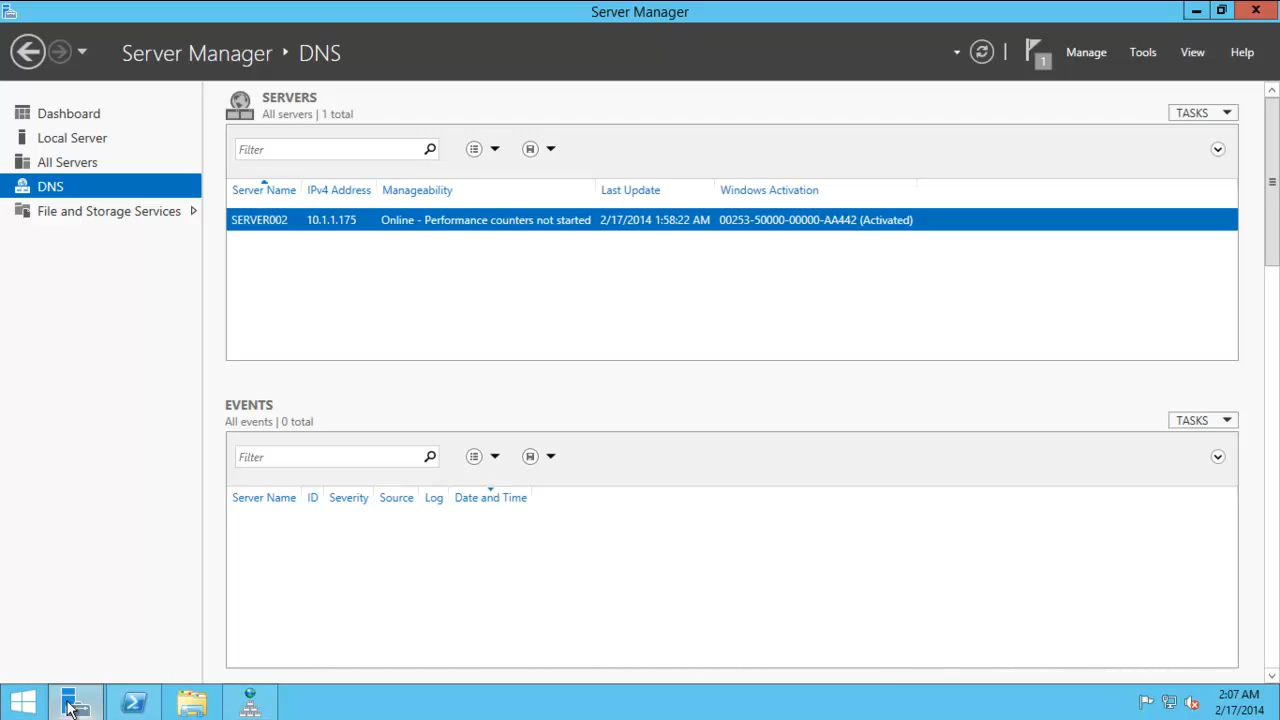 Server Manager
Server Manager ‣ DNS
1
Manage
Tools
View
Help
Dashboard
Local Server
All Servers
DNS
File and Storage Services
SERVERS
All servers | 1 total
TASKS
Filter
Server Name IPv4 Address Manageability Last Update Windows Activation
SERVER002 10.1.1.175 Online - Performance counters not started 2/17/2014 1:58:22 AM 00253-50000-00000-AA442 (Activated)
EVENTS
All events | 0 total
TASKS
Filter
Server Name ID Severity Source Log Date and Time
2:07 AM
2/17/2014